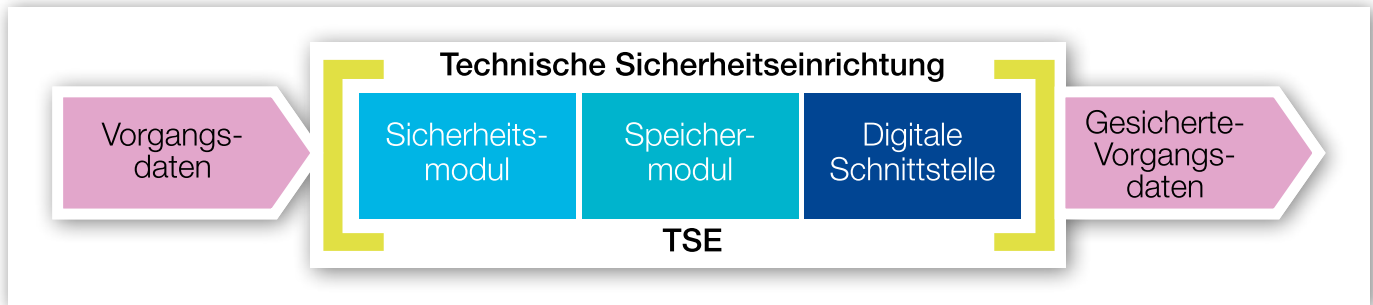 Technische Sicherheitseinrichtung
Vorgangs-
daten
Sicherheits-
modul
Speicher-
modul
Digitale
Schnittstelle
Gesicherte-
Vorgangs-
daten
TSE